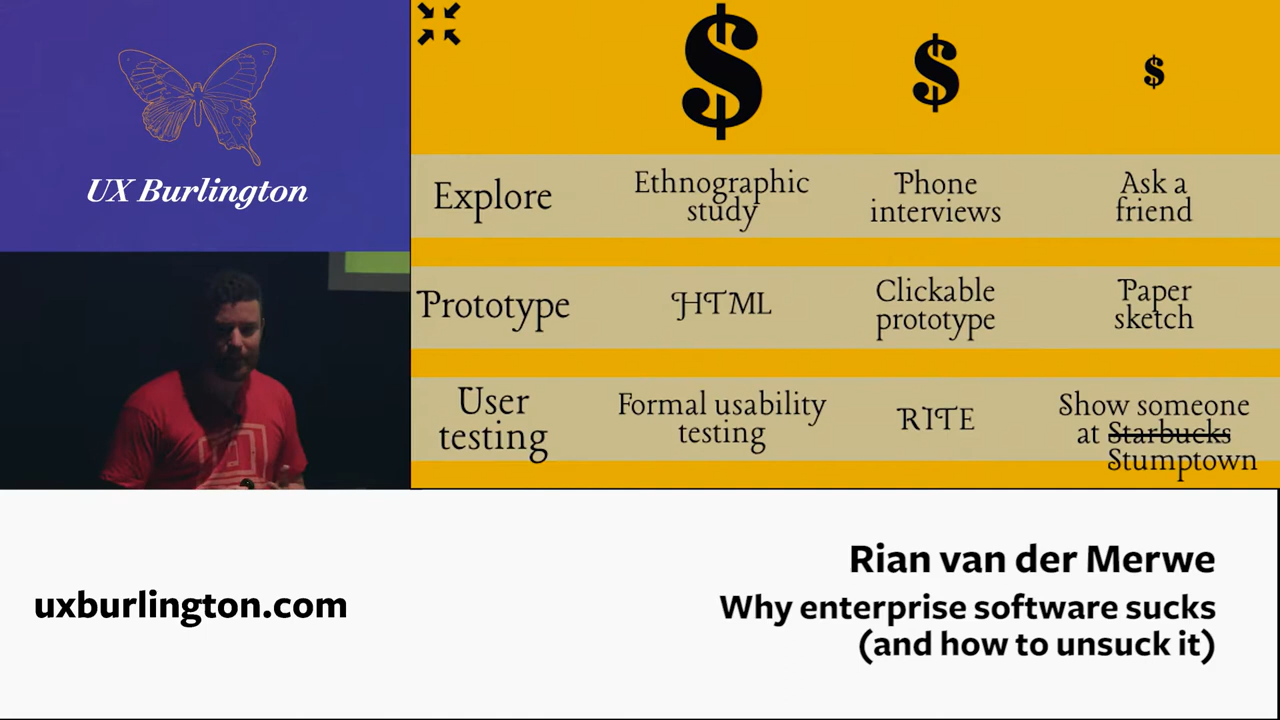 UX Burlington
$ $ $
Explore
Ethnographic
study
Phone
interviews
Ask a
friend
Prototype
HTML
Clickable
prototype
Paper
sketch
User
testing
Formal usability
testing
RITE
Show someone
at Starbucks
Stumptown
uxburlington.com
Rian van der Merwe
Why enterprise software sucks
(and how to unsuck it)